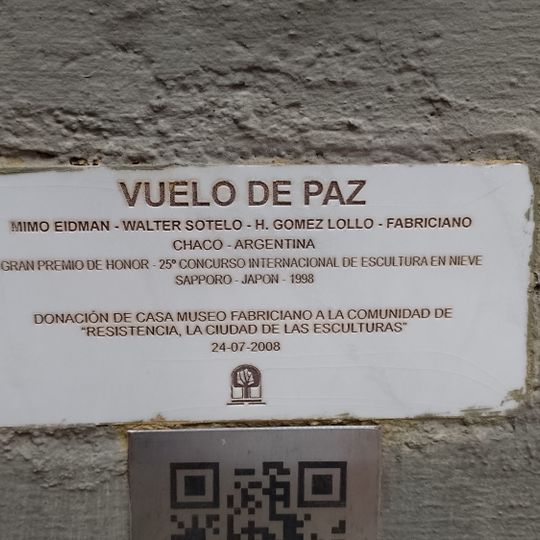 VUELO DE PAZ
MIMO EIDMAN - WALTER SOTELO - H. GOMEZ LOLLO - FABRICIANO
CHACO - ARGENTINA
GRAN PREMIO DE HONOR - 25º CONCURSO INTERNACIONAL DE ESCULTURA EN NIEVE
SAPPORO - JAPON - 1998
DONACIÓN DE CASA MUSEO FABRICIANO A LA COMUNIDAD DE
"RESISTENCIA, LA CIUDAD DE LAS ESCULTURAS"
24-07-2008